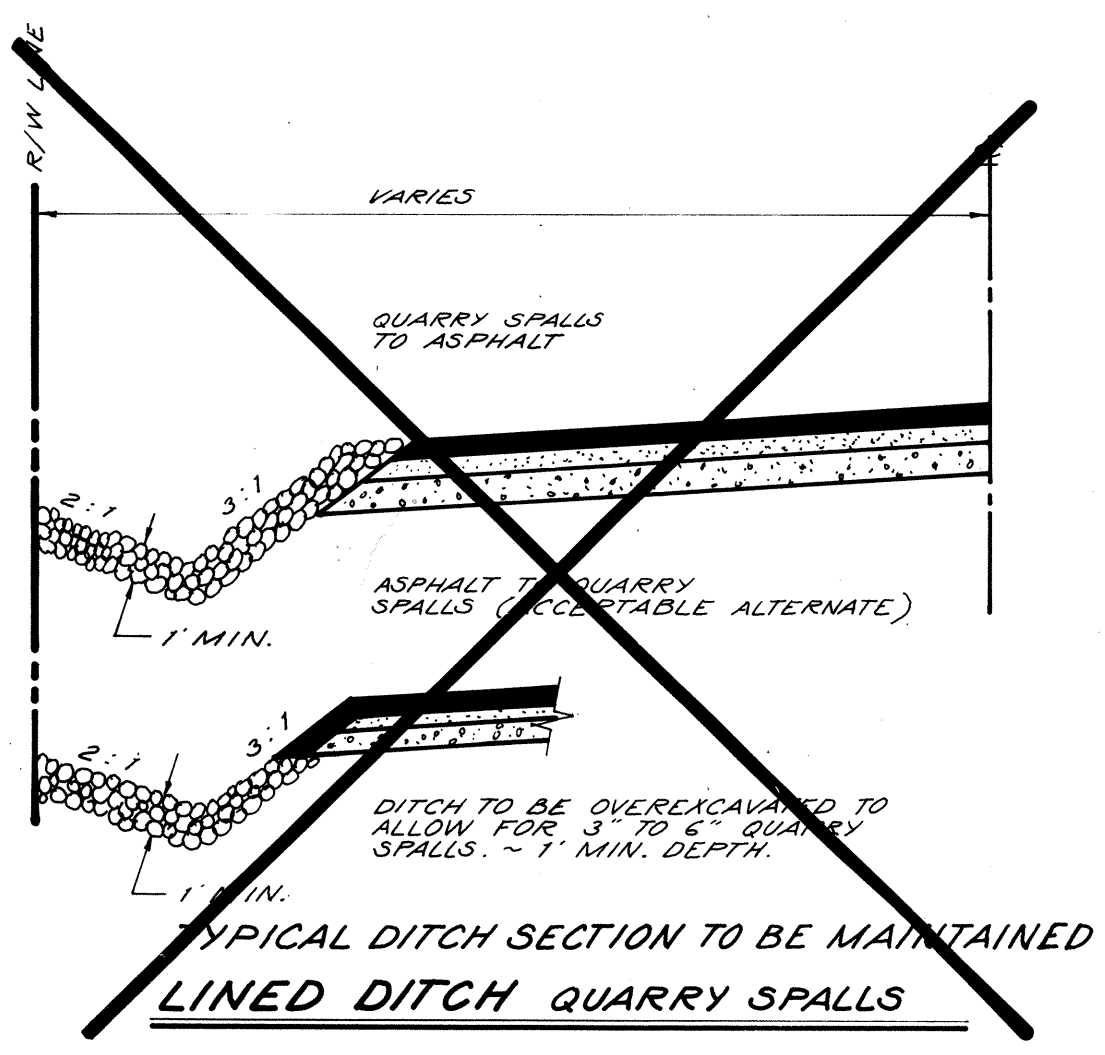 R/W LINE
VARIES
QUARRY SPALLS
TO ASPHALT
2:1
3:1
ASPHALT TO QUARRY
SPALLS (ACCEPTABLE ALTERNATE)
1' MIN.
2:1
3:1
DITCH TO BE OVEREXCAVATED TO
ALLOW FOR 3" TO 6" QUARRY
SPALLS. ~ 1' MIN. DEPTH.
1' MIN.
TYPICAL DITCH SECTION TO BE MAINTAINED
LINED DITCH QUARRY SPALLS